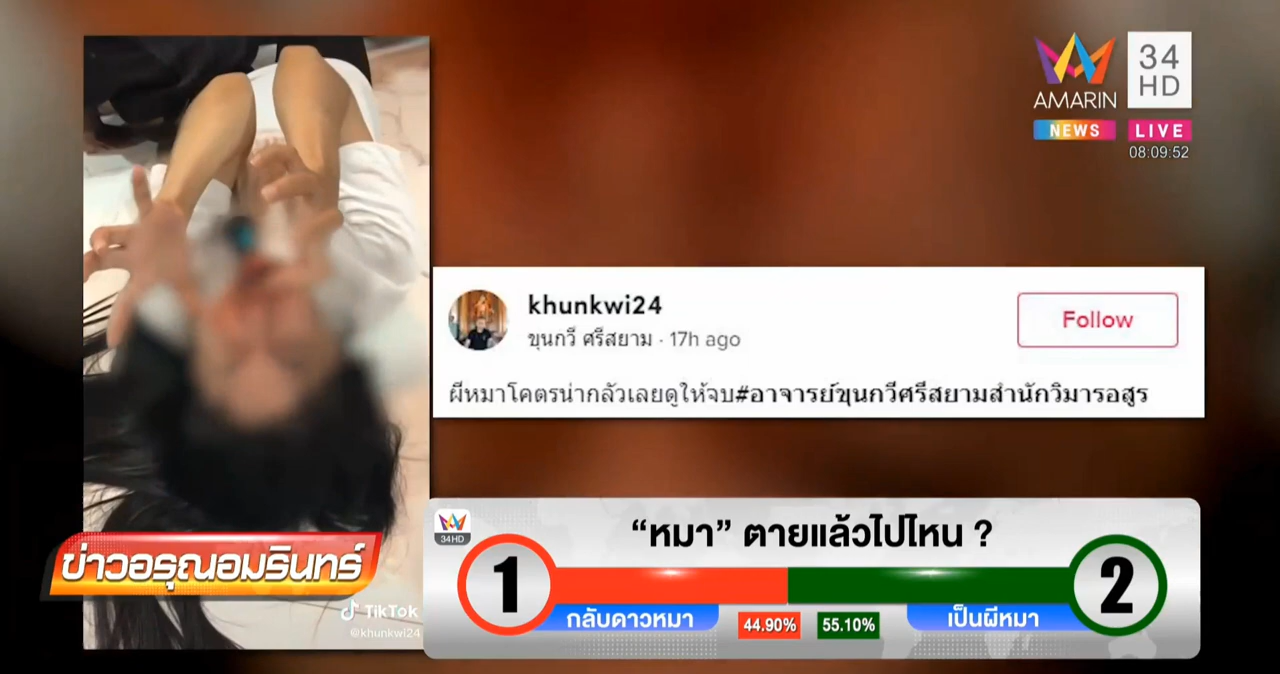 AMARIN
34
HD
NEWS
LIVE
08:09:52
khunkwi24
ขุนกวี ศรีสยาม · 17h ago
Follow
ผีหมาโคตรน่ากลัวเลยดูให้จบ#อาจารย์ขุนกวีศรีสยามสำนักวิมารอสูร
34HD
“หมา” ตายแล้วไปไหน ?
1
2
กลับดาวหมา
44.90%
55.10%
เป็นผีหมา
ข่าวอรุณอมรินทร์
TikTok
@khunkwi24